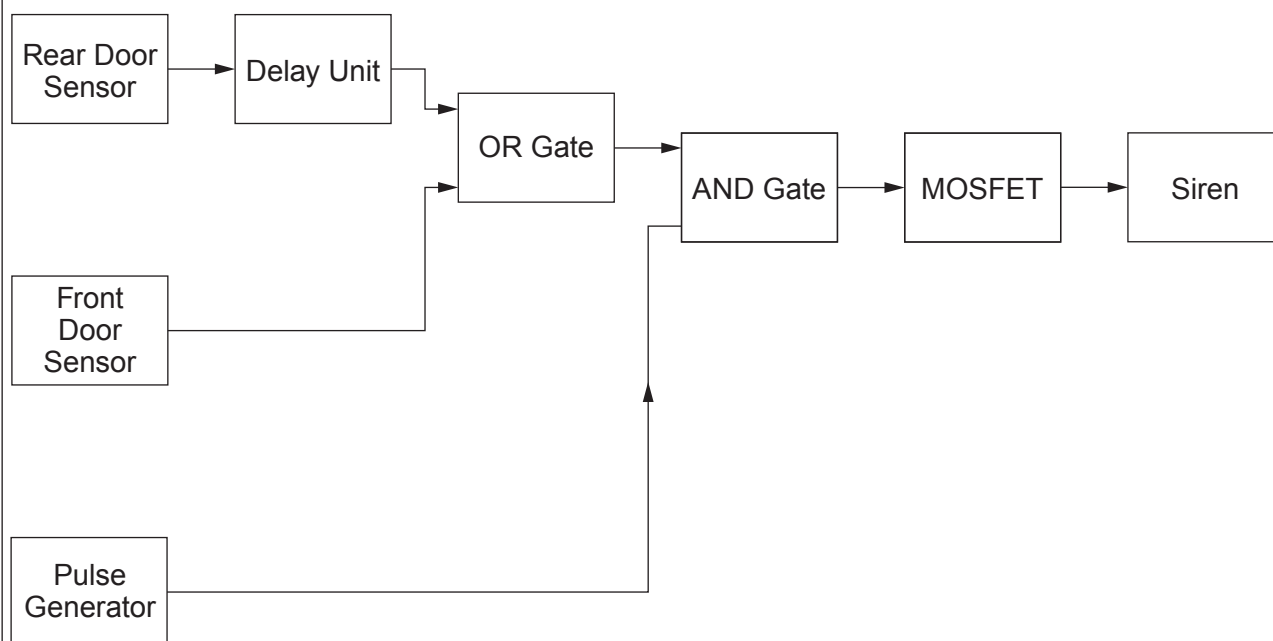 Rear Door
Sensor
Delay Unit
OR Gate
AND Gate
MOSFET
Siren
Front
Door
Sensor
Pulse
Generator